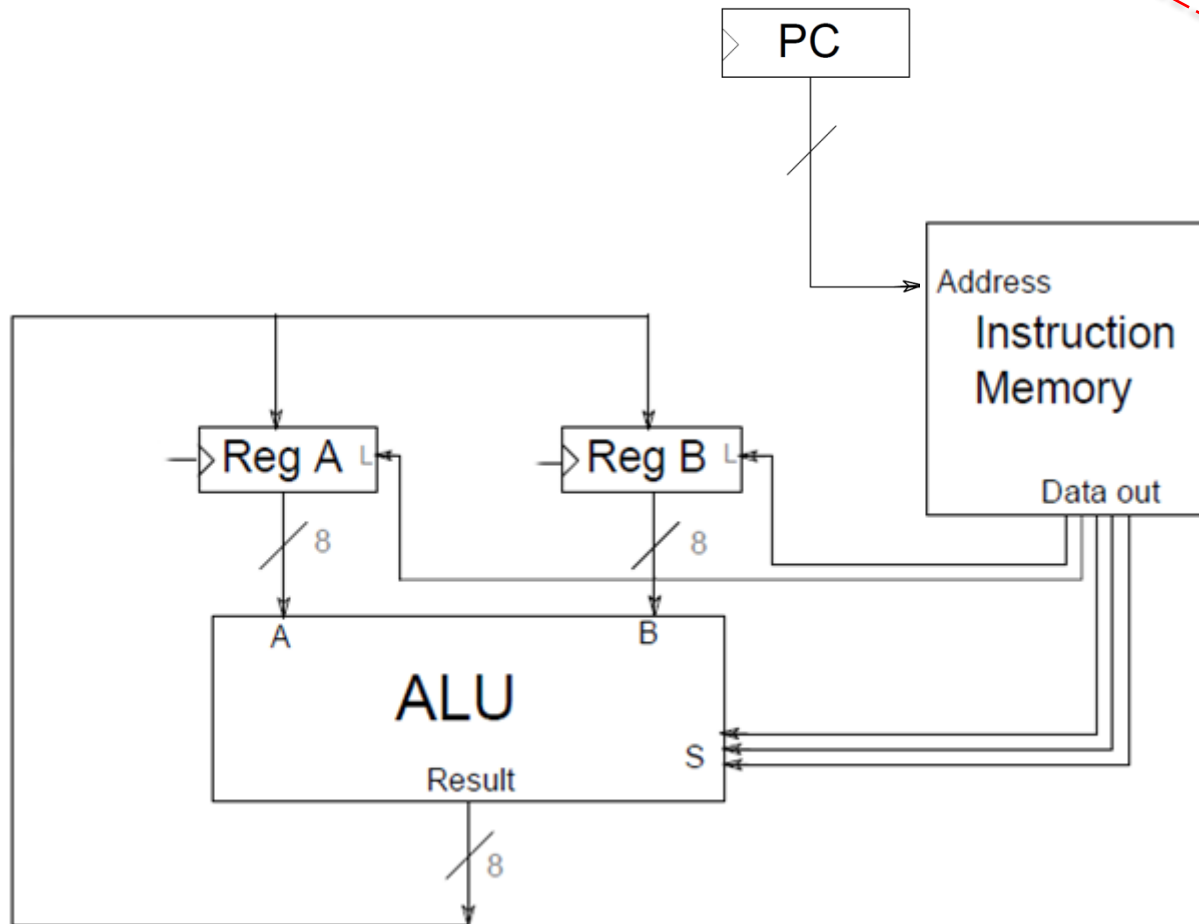 PC
Address
Instruction
Memory
Reg A L
Reg B L
Data out
8
8
A
B
ALU
S
Result
8